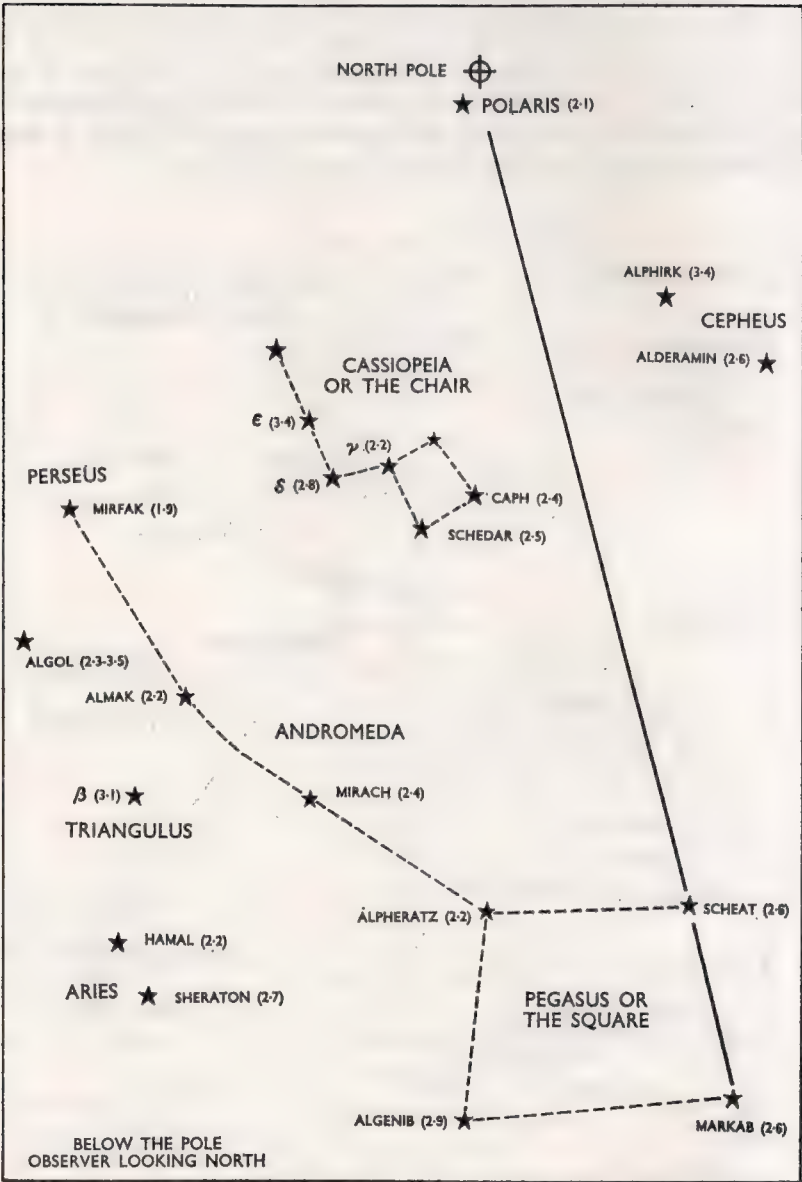 NORTH POLE
POLARIS (2·1)
ALPHIRK (3·4)
CEPHEUS
ALDERAMIN (2·6)
CASSIOPEIA
OR THE CHAIR
ϵ (3·4)
γ (2·2)
δ (2·8)
CAPH (2·4)
SCHEDAR (2·5)
PERSEUS
MIRFAK (1·9)
ALGOL (2·3-3·5)
ALMAK (2·2)
ANDROMEDA
β (3·1)
MIRACH (2·4)
TRIANGULUS
ALPHERATZ (2·2)
SCHEAT (2·6)
HAMAL (2·2)
ARIES
SHERATON (2·7)
PEGASUS OR
THE SQUARE
ALGENIB (2·9)
MARKAB (2·6)
BELOW THE POLE
OBSERVER LOOKING NORTH